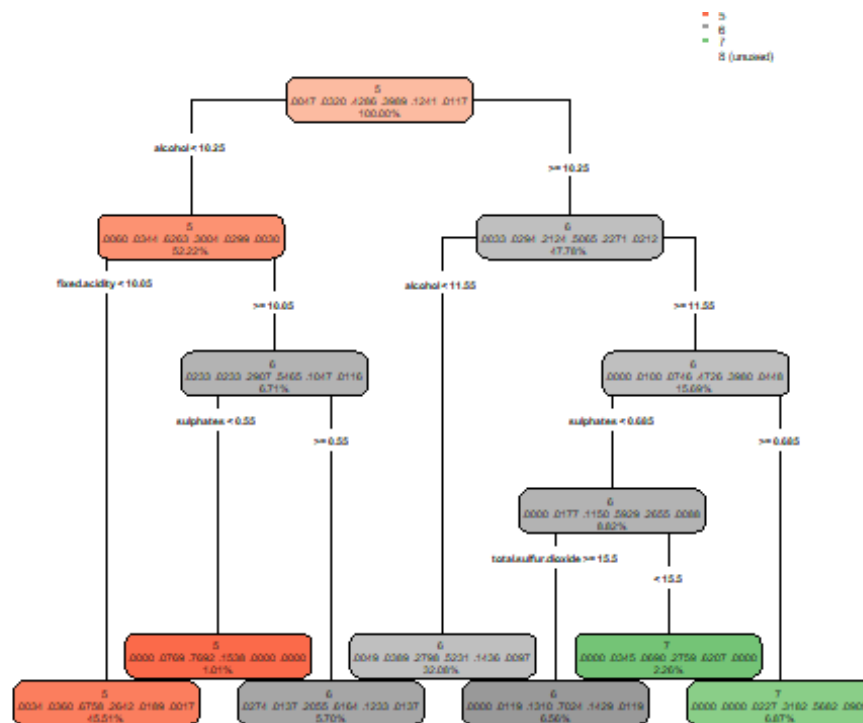 5
6
7
8 (unused)
5
.0047 .0320 .4286 .3989 .1241 .0117
100.00%
alcohol < 10.25
>= 10.25
5
.0060 .0344 .6263 .3004 .0299 .0030
52.22%
6
.0033 .0294 .2124 .5065 .2271 .0212
47.78%
fixed.acidity < 10.05
>= 10.05
alcohol < 11.55
>= 11.55
6
.0233 .0233 .2907 .5465 .1047 .0116
6.71%
6
.0000 .0100 .0746 .4726 .3980 .0448
15.69%
sulphates < 0.55
>= 0.55
sulphates < 0.685
>= 0.685
6
.0000 .0177 .1150 .5929 .2655 .0088
8.82%
total.sulfur.dioxide >= 15.5
< 15.5
5
.0000 .0769 .7692 .1538 .0000 .0000
1.01%
6
.0049 .0389 .2798 .5231 .1436 .0097
32.08%
7
.0000 .0345 .0690 .2759 .6207 .0000
2.26%
5
.0034 .0360 .6758 .2642 .0189 .0017
45.51%
6
.0274 .0137 .2055 .6164 .1233 .0137
5.70%
6
.0000 .0119 .1310 .7024 .1429 .0119
6.56%
7
.0000 .0000 .0227 .3182 .5682
6.87%